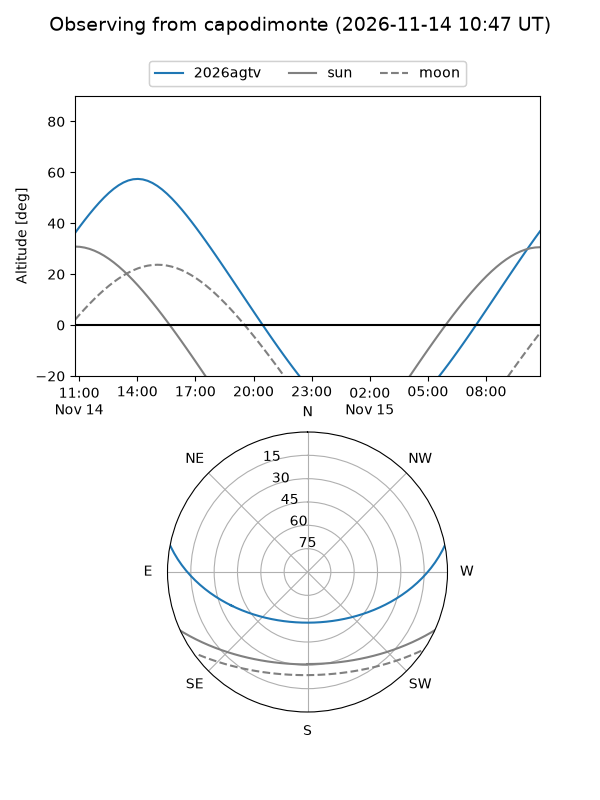 Observing from capodimonte (2026-11-14 10:47 UT)
2026agtv sun moon
Altitude [deg]
80
60
40
20
0
−20
11:00 14:00 17:00 20:00 23:00 02:00 05:00 08:00
Nov 14 Nov 15
N
NE NW
15
30
45
60
75
E W
SE SW
S